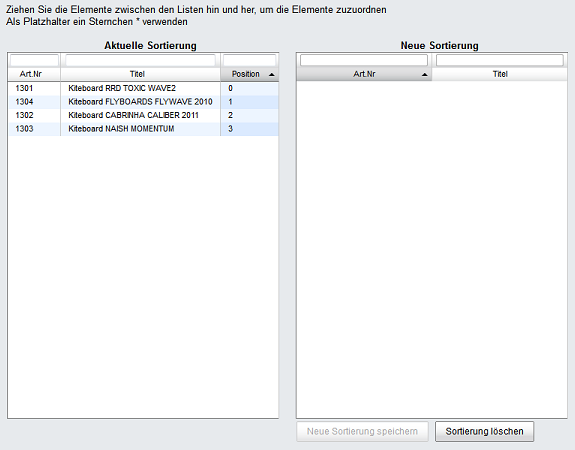 Ziehen Sie die Elemente zwischen den Listen hin und her, um die Elemente zuzuordnen
Als Platzhalter ein Sternchen * verwenden
Aktuelle Sortierung
Art.Nr Titel Position
1301 Kiteboard RRD TOXIC WAVE2 0
1304 Kiteboard FLYBOARDS FLYWAVE 2010 1
1302 Kiteboard CABRINHA CALIBER 2011 2
1303 Kiteboard NAISH MOMENTUM 3
Neue Sortierung
Art.Nr Titel
Neue Sortierung speichern
Sortierung löschen